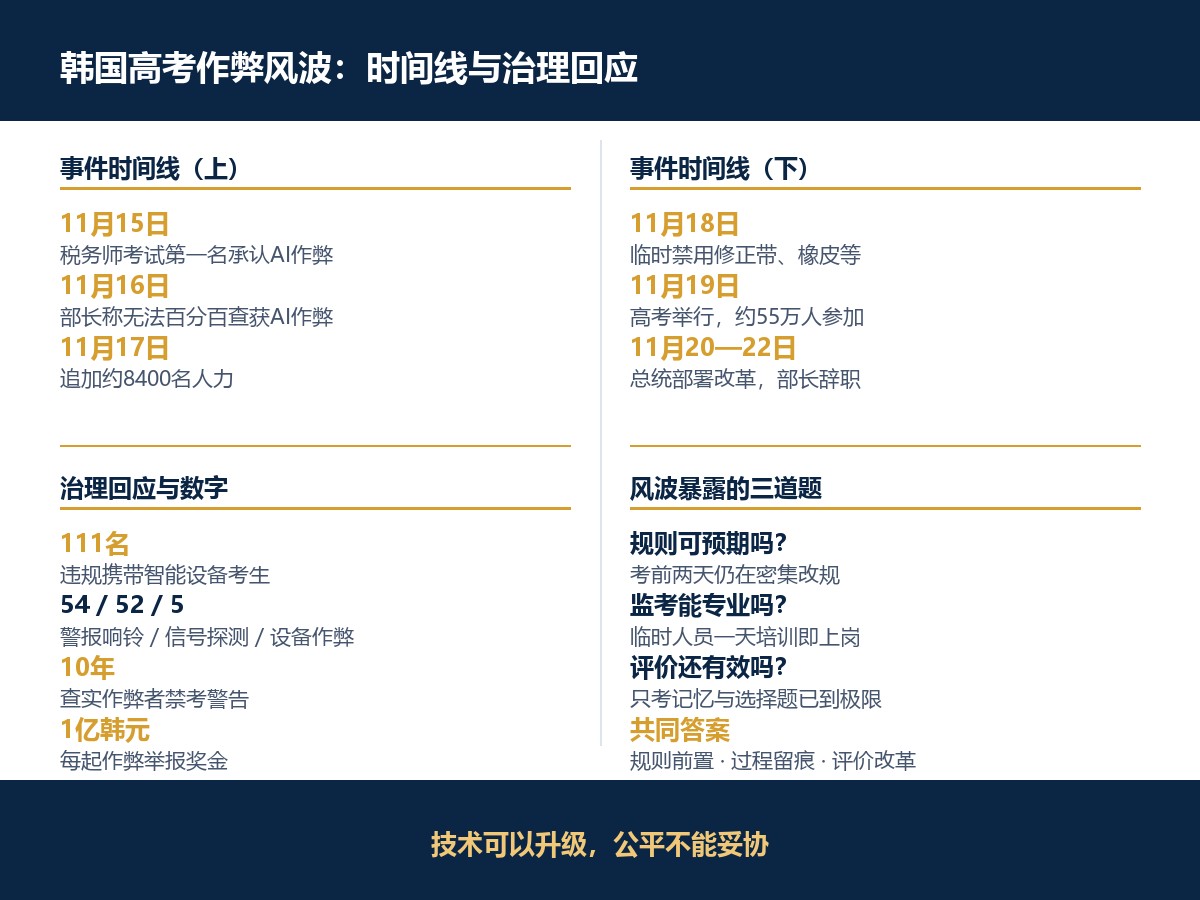 韩国高考作弊风波：时间线与治理回应
事件时间线（上）
11月15日
税务师考试第一名承认AI作弊
11月16日
部长称无法百分百查获AI作弊
11月17日
追加约8400名人力
事件时间线（下）
11月18日
临时禁用修正带、橡皮等
11月19日
高考举行，约55万人参加
11月20—22日
总统部署改革，部长辞职
治理回应与数字
111名
违规携带智能设备考生
54 / 52 / 5
警报响铃 / 信号探测 / 设备作弊
10年
查实作弊者禁考警告
1亿韩元
每起作弊举报奖金
风波暴露的三道题
规则可预期吗?
考前两天仍在密集改规
监考能专业吗?
临时人员一天培训即上岗
评价还有效吗?
只考记忆与选择题已到极限
共同答案
规则前置 · 过程留痕 · 评价改革
技术可以升级，公平不能妥协